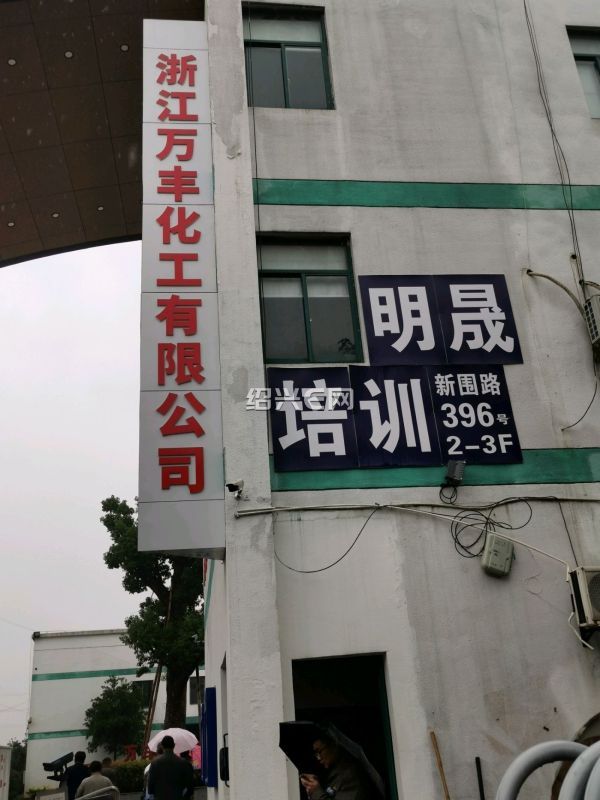 浙江万丰化工有限公司
明晟
培训
新围路
396号
2-3F
绍兴E网